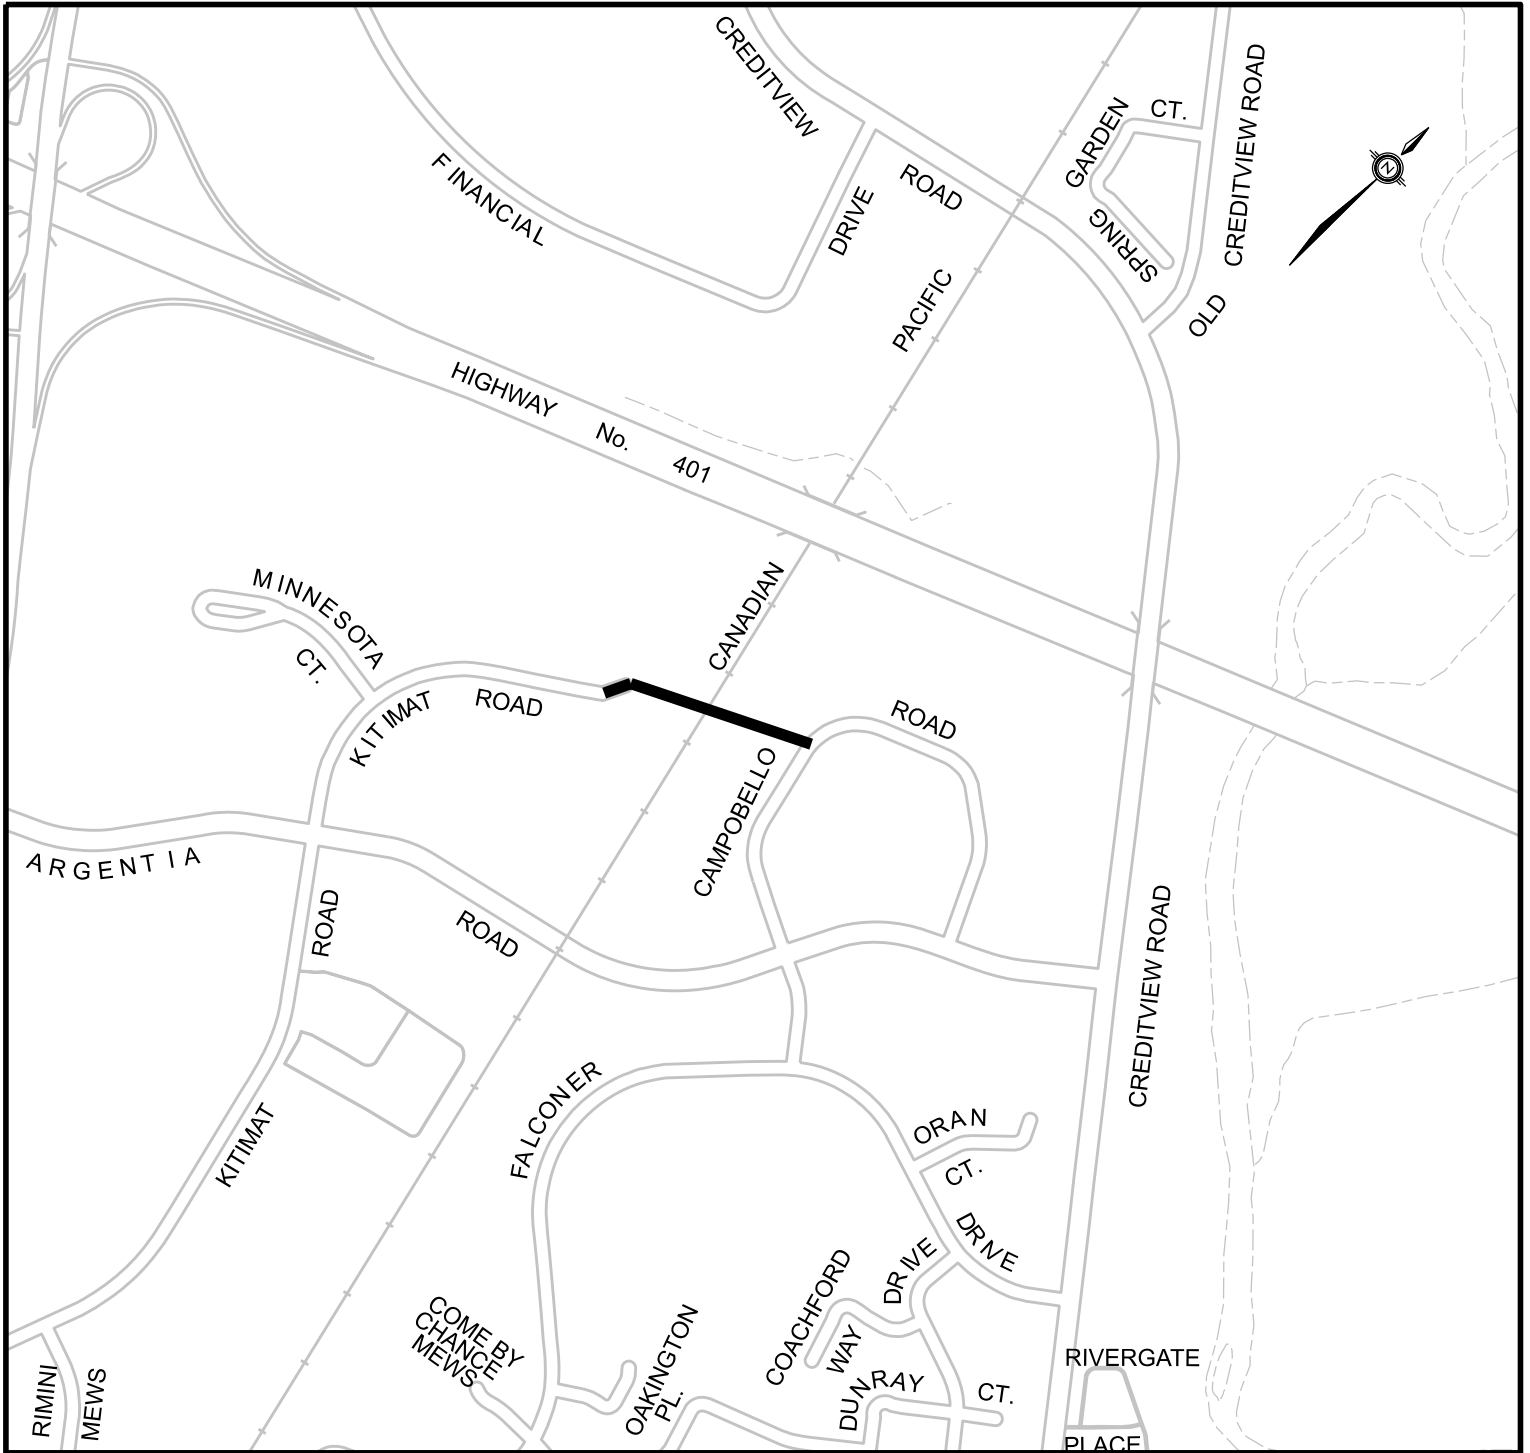 CREDITVIEW
ROAD
FINANCIAL
DRIVE
GARDEN
CT.
SPRING
CREDITVIEW ROAD
OLD
N
PACIFIC
CANADIAN
HIGHWAY
No.
401
MINNESOTA
CT.
KITIMAT
ROAD
CAMPOBELLO
ROAD
ARGENTIA
ROAD
ROAD
KITIMAT
CREDITVIEW ROAD
FALCONER
DRIVE
ORAN
CT.
COACHFORD
WAY
DRIVE
COME BY
CHANCE
MEWS
OAKINGTON
PL.
DUNRAY
CT.
RIVERGATE
PLACE
RIMINI
MEWS